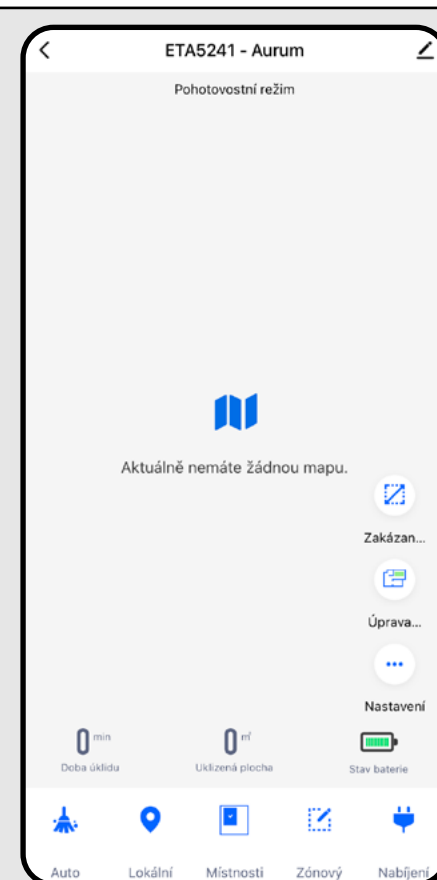 ETA5241 - Aurum
Pohotovostní režim
Aktuálně nemáte žádnou mapu.
Zakázan...
Úprava...
Nastavení
0 min
0 m²
Doba úklidu
Uklizená plocha
Stav baterie
Auto
Lokální
Místnosti
Zónový
Nabíjení